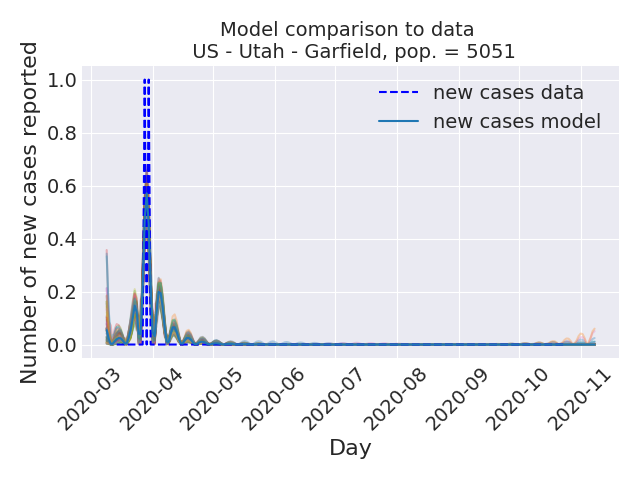 Model comparison to data
US - Utah - Garfield, pop. = 5051
Number of new cases reported
1.0
0.8
0.6
0.4
0.2
0.0
new cases data
new cases model
2020-03
2020-04
2020-05
2020-06
2020-07
2020-08
2020-09
2020-10
2020-11
Day